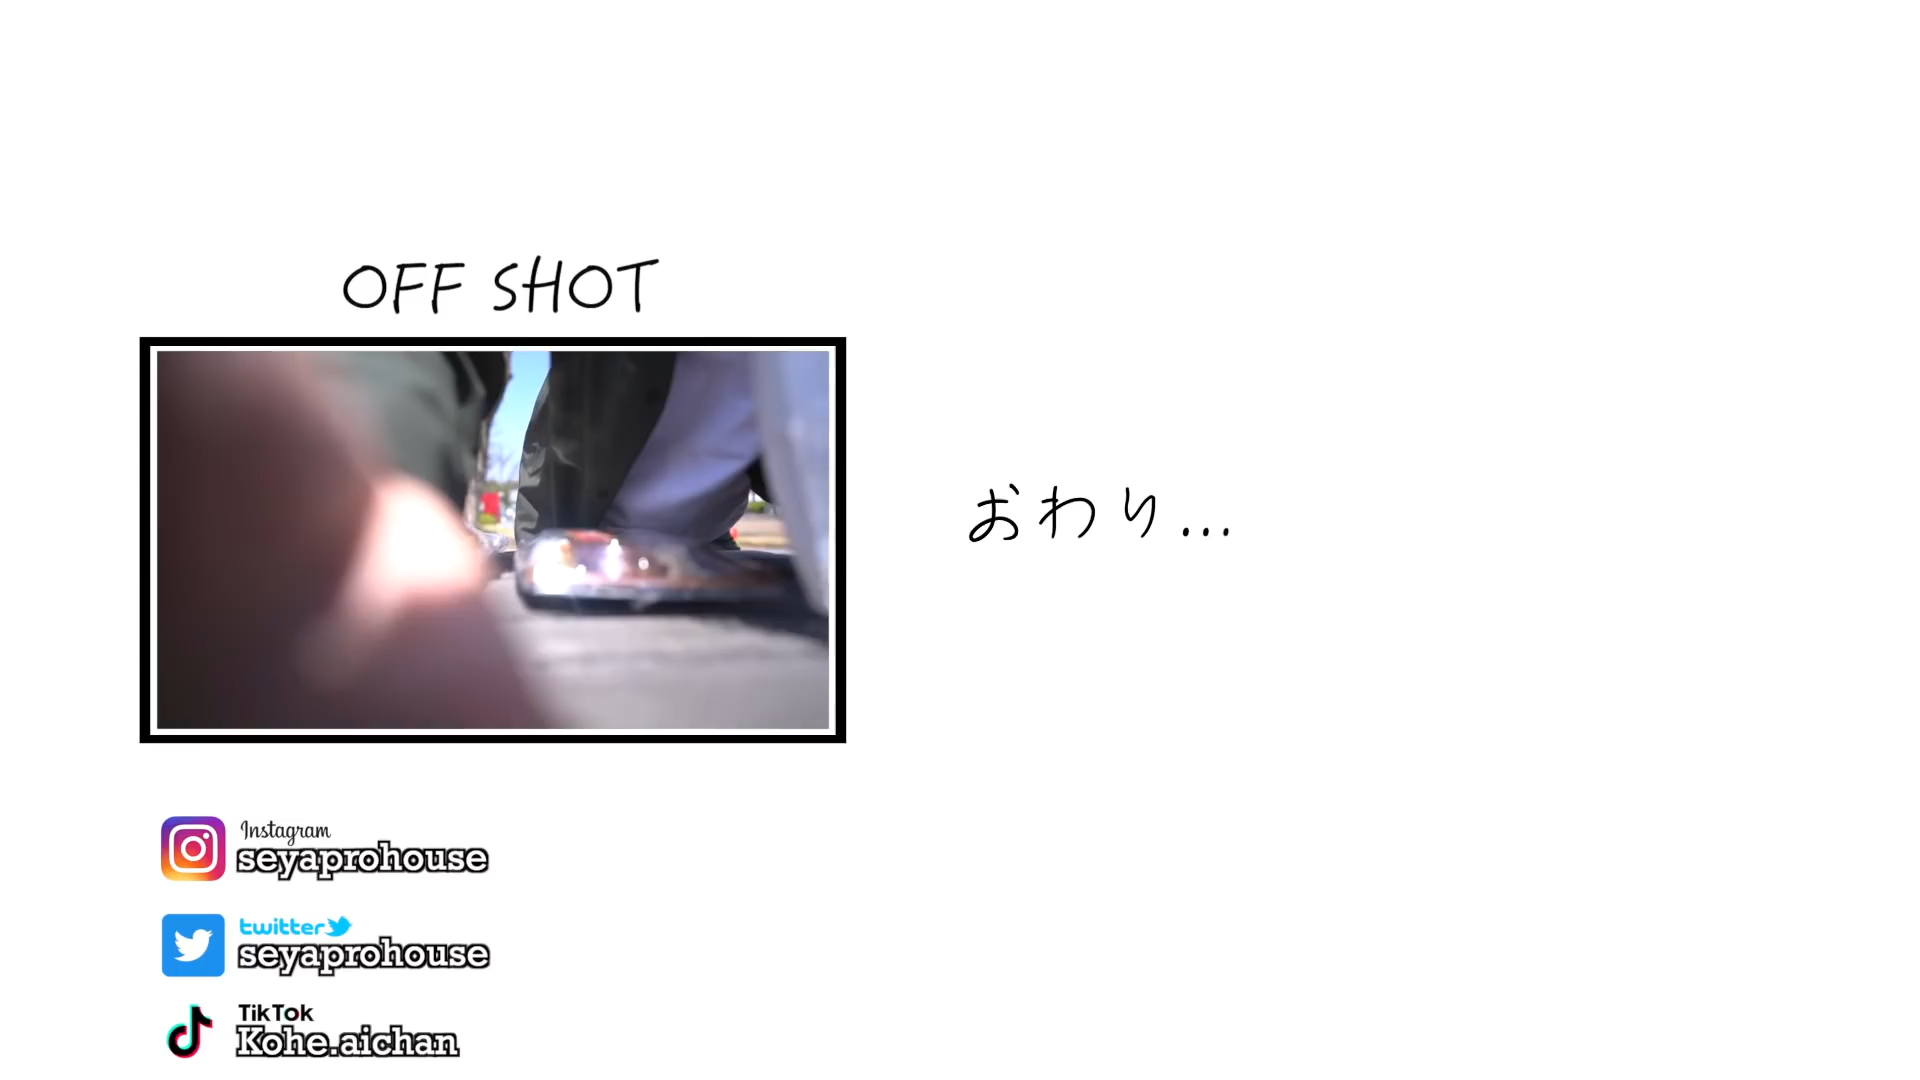 OFF SHOT
おわり...
Instagram
seyaprohouse
twitter
seyaprohouse
TikTok
Kohe.aichan